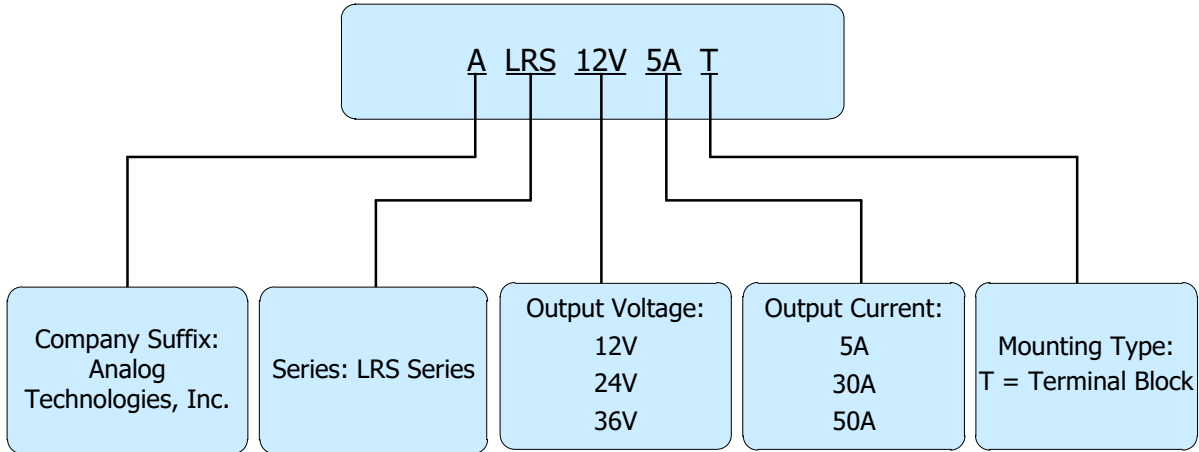 A LRS 12V 5A T
Company Suffix:
Analog
Technologies, Inc.
Series: LRS Series
Output Voltage:
12V
24V
36V
Output Current:
5A
30A
50A
Mounting Type:
T = Terminal Block